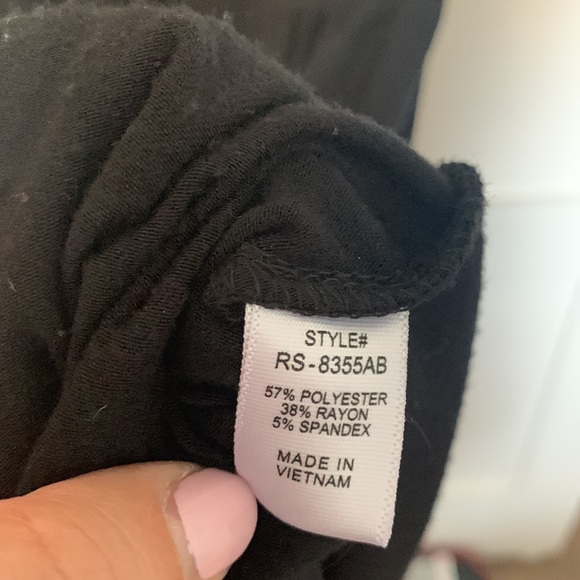 STYLE#
RS-8355AB
57% POLYESTER
38% RAYON
5% SPANDEX
MADE IN
VIETNAM